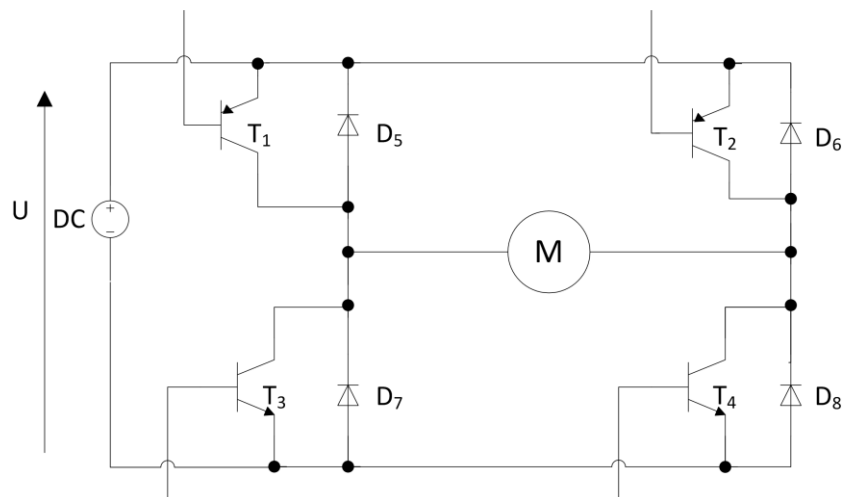 T₁
D₅
T₂
D₆
U
DC
+
−
M
T₃
D₇
T₄
D₈